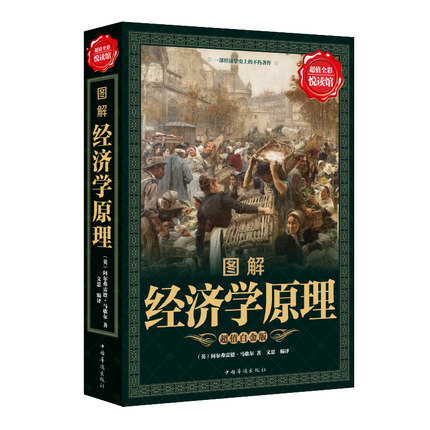 超值全彩
悦读馆
图解
经济学原理
(英)阿尔弗雷德·马歇尔 著
文思 编译
中国华侨出版社
一部经济学史上的不朽著作
超值全彩
悦读馆
图解
经济学原理
超值白金版
(英)阿尔弗雷德·马歇尔 著 文思 编译
中国华侨出版社